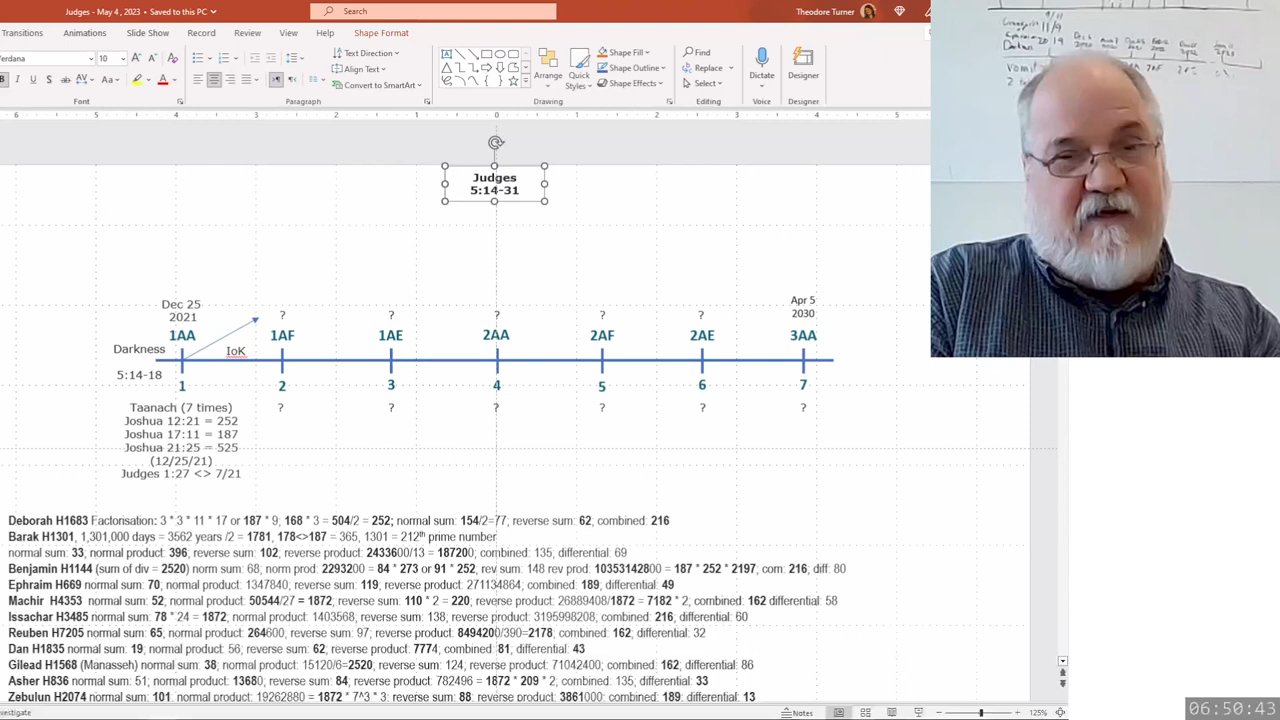 Judges - May 4, 2023 • Saved to this PC
Search
Theodore Turner
Transitions Animations Slide Show Record Review View Help Shape Format
Verdana 10
Text Direction
Align Text
Convert to SmartArt
Arrange
Quick Styles
Shape Fill
Shape Outline
Shape Effects
Find
Replace
Select
Dictate
Designer
Font Paragraph Drawing Editing Voice Designer
6 5 4 3 2 1 0 1 2 3 4 5
Judges
5:14-31
Dec 25
2021
? ? ? ? ?
Apr 5
2030
1AA 1AF 1AE 2AA 2AF 2AE 3AA
Darkness
IoK
5:14-18
1 2 3 4 5 6 7
Taanach (7 times) ? ? ? ? ? ?
Joshua 12:21 = 252
Joshua 17:11 = 187
Joshua 21:25 = 525
(12/25/21)
Judges 1:27 <> 7/21
Deborah H1683 Factorisation: 3 * 3 * 11 * 17 or 187 * 9, 168 * 3 = 504/2 = 252; normal sum: 154/2=77; reverse sum: 62, combined: 216
Barak H1301, 1,301,000 days = 3562 years /2 = 1781, 178<>187 = 365, 1301 = 212th prime number
normal sum: 33, normal product: 396, reverse sum: 102, reverse product: 2433600/13 = 187200, combined: 135, differential: 69
Benjamin H1144 (sum of div = 2520) norm sum: 68; norm prod: 2293200 = 84 * 273 or 91 * 252, rev sum: 148 rev prod: 1035314280​0 = 187 * 252 * 2197, com: 216; diff: 80
Ephraim H669 normal sum: 70, normal product: 1347840, reverse sum: 119, reverse product: 271134864, combined: 189, differential: 49
Machir H4353 normal sum: 52, normal product: 50544/27 = 1872, reverse sum: 110 * 2 = 220, reverse product: 26889408/1872 = 7182 * 2, combined: 162 differential: 58
Issachar H3485 normal sum: 78 * 24 = 1872, normal product: 1403568, reverse sum: 138, reverse product: 3195998208, combined: 216, differential: 60
Reuben H7205 normal sum: 65, normal product: 264600, reverse sum: 97, reverse product: 8494200/390=2178, combined: 162, differential: 32
Dan H1835 normal sum: 19, normal product: 56, reverse sum: 62, reverse product: 7774, combined: 81, differential: 43
Gilead H1568 (Manasseh) normal sum: 38, normal product: 15120/6=2520, reverse sum: 124, reverse product: 71042400, combined: 162, differential: 86
Asher H836 normal sum: 51, normal product: 13680, reverse sum: 84, reverse product: 782496 = 1872 * 209 * 2, combined: 135, differential: 33
Zebulun H2074 normal sum: 101, normal product: 19262880 = 1872 * 7^3 * 3, reverse sum: 88, reverse product: 3861000, combined: 189, differential: 13
Notes
125%
06:50:43